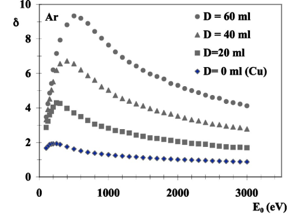 δ
Ar
D = 60 ml
D = 40 ml
D=20 ml
D= 0 ml (Cu)
10
8
6
4
2
0
0
1000
2000
3000
E₀ (eV)